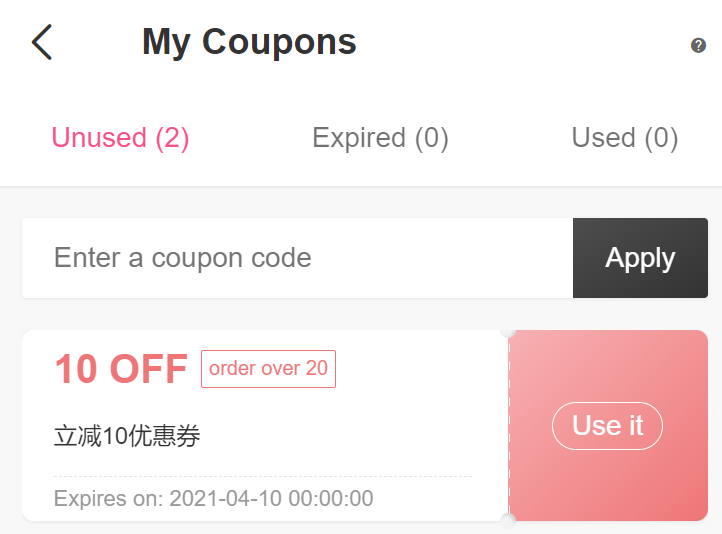 My Coupons
?
Unused (2) Expired (0) Used (0)
Enter a coupon code Apply
10 OFF order over 20
立减10优惠券
Use it
Expires on: 2021-04-10 00:00:00